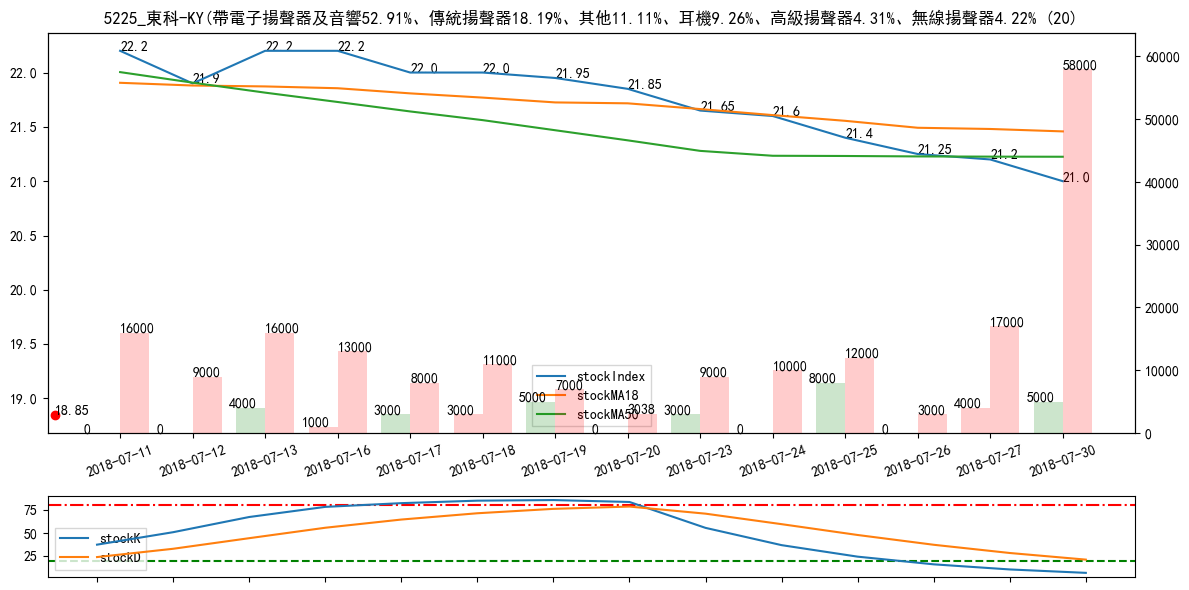 5225_東科-KY(帶電子揚聲器及音響52.91%、傳統揚聲器18.19%、其他11.11%、耳機9.26%、高級揚聲器4.31%、無線揚聲器4.22% (20)
22.2 21.9 22.2 22.2 22.0 22.0 21.95 21.85 21.65 21.6 21.4 21.25 21.2 21.0
22.0
21.5
21.0
20.5
20.0
19.5
19.0
60000
50000
40000
30000
20000
10000
0
18.85
0 16000 0 9000 4000 16000 1000 13000 3000 8000 3000 11000 5000 7000 0 3038 3000 9000 0 10000 8000 12000 0 3000 4000 17000 5000 58000
stockIndex
stockMA18
stockMA50
2018-07-11 2018-07-12 2018-07-13 2018-07-16 2018-07-17 2018-07-18 2018-07-19 2018-07-20 2018-07-23 2018-07-24 2018-07-25 2018-07-26 2018-07-27 2018-07-30
75
50
25
stockK
stockD